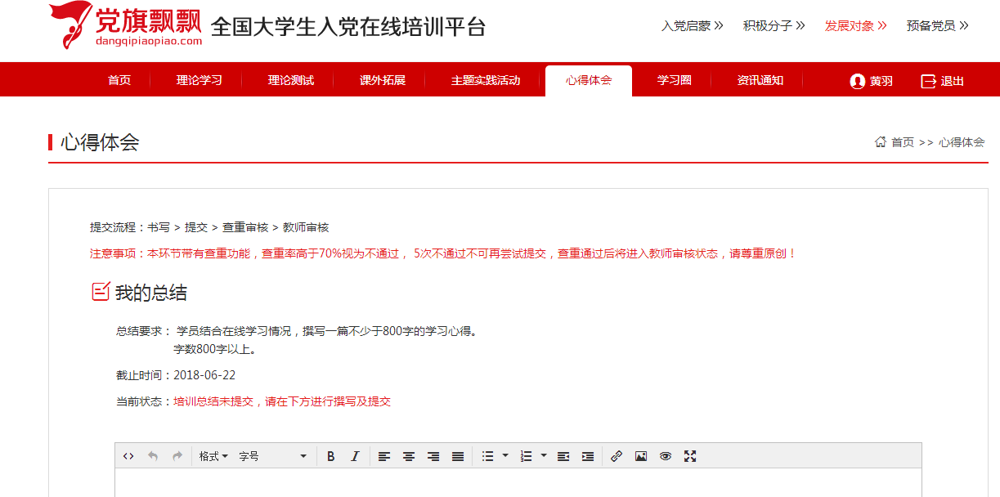 党旗飘飘 全国大学生入党在线培训平台
dangqipiaopiao.com
入党启蒙 积极分子 发展对象 预备党员
首页 理论学习 理论测试 课外拓展 主题实践活动 心得体会 学习圈 资讯通知 黄羽 退出
心得体会
首页 >> 心得体会
提交流程：书写 > 提交 > 查重审核 > 教师审核
注意事项：本环节带有查重功能，查重率高于70%视为不通过， 5次不通过不可再尝试提交，查重通过后将进入教师审核状态，请尊重原创！
我的总结
总结要求： 学员结合在线学习情况，撰写一篇不少于800字的学习心得。
字数800字以上。
截止时间：2018-06-22
当前状态：培训总结未提交，请在下方进行撰写及提交
格式 字号 B I